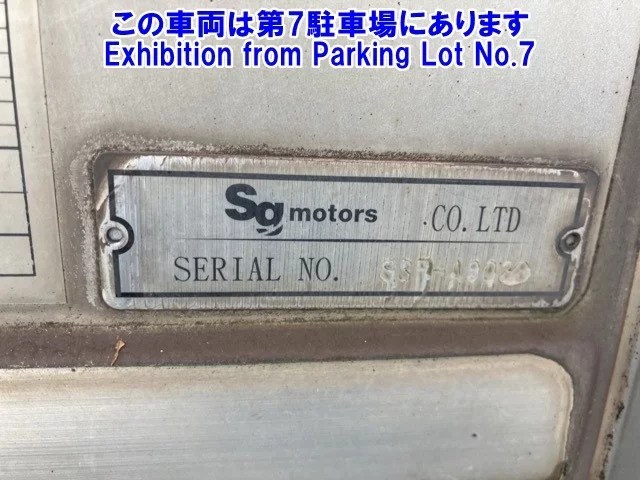 この車両は第7駐車場にあります
Exhibition from Parking Lot No.7
Sg motors CO.LTD
SERIAL NO.